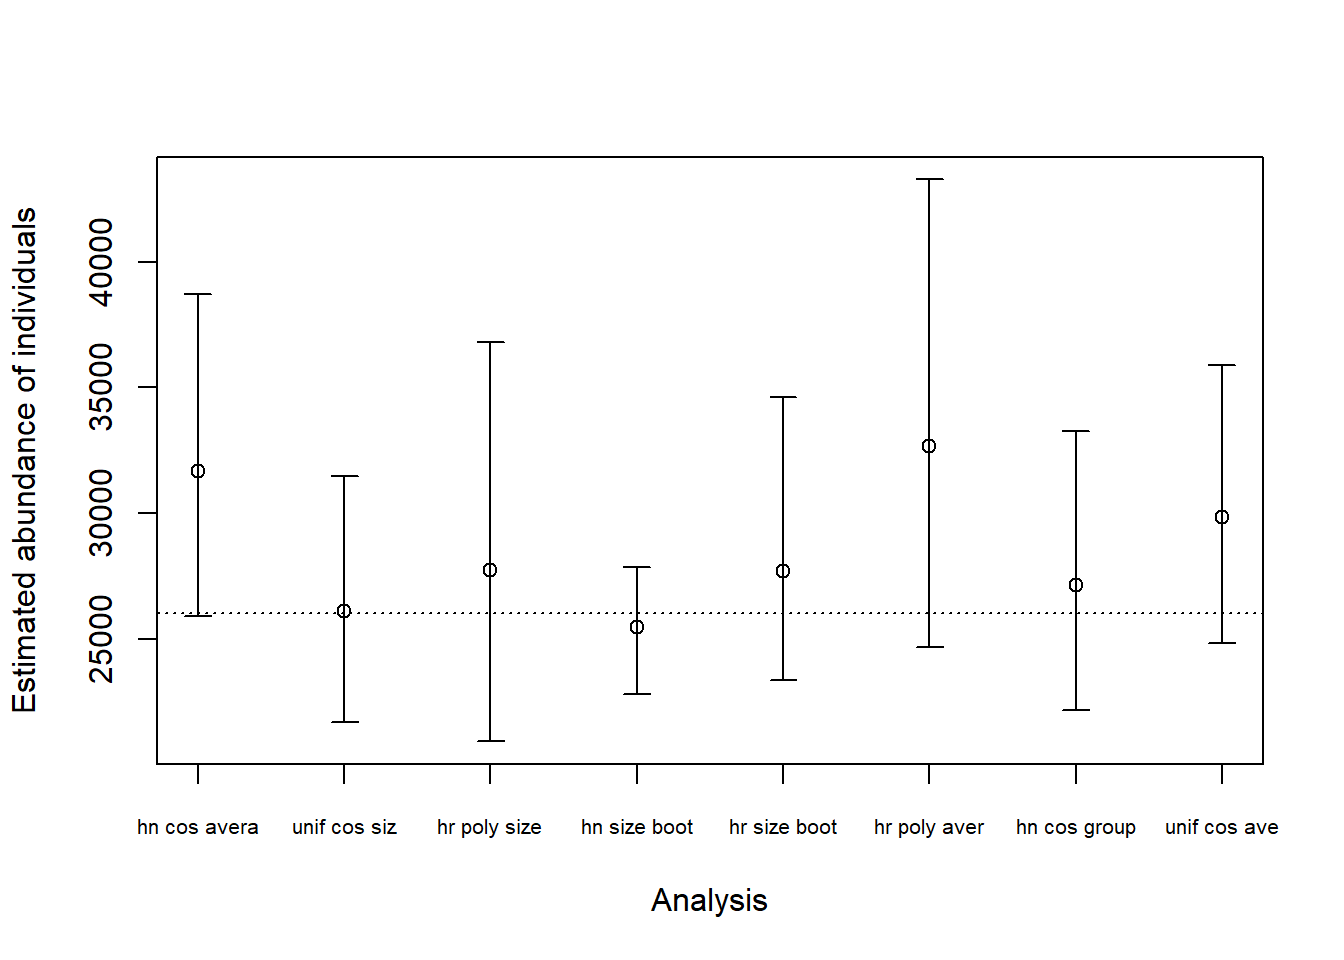 Estimated abundance of individuals
40000
35000
30000
25000
hn cos avera unif cos siz hr poly size hn size boot hr size boot hr poly aver hn cos group unif cos ave
Analysis